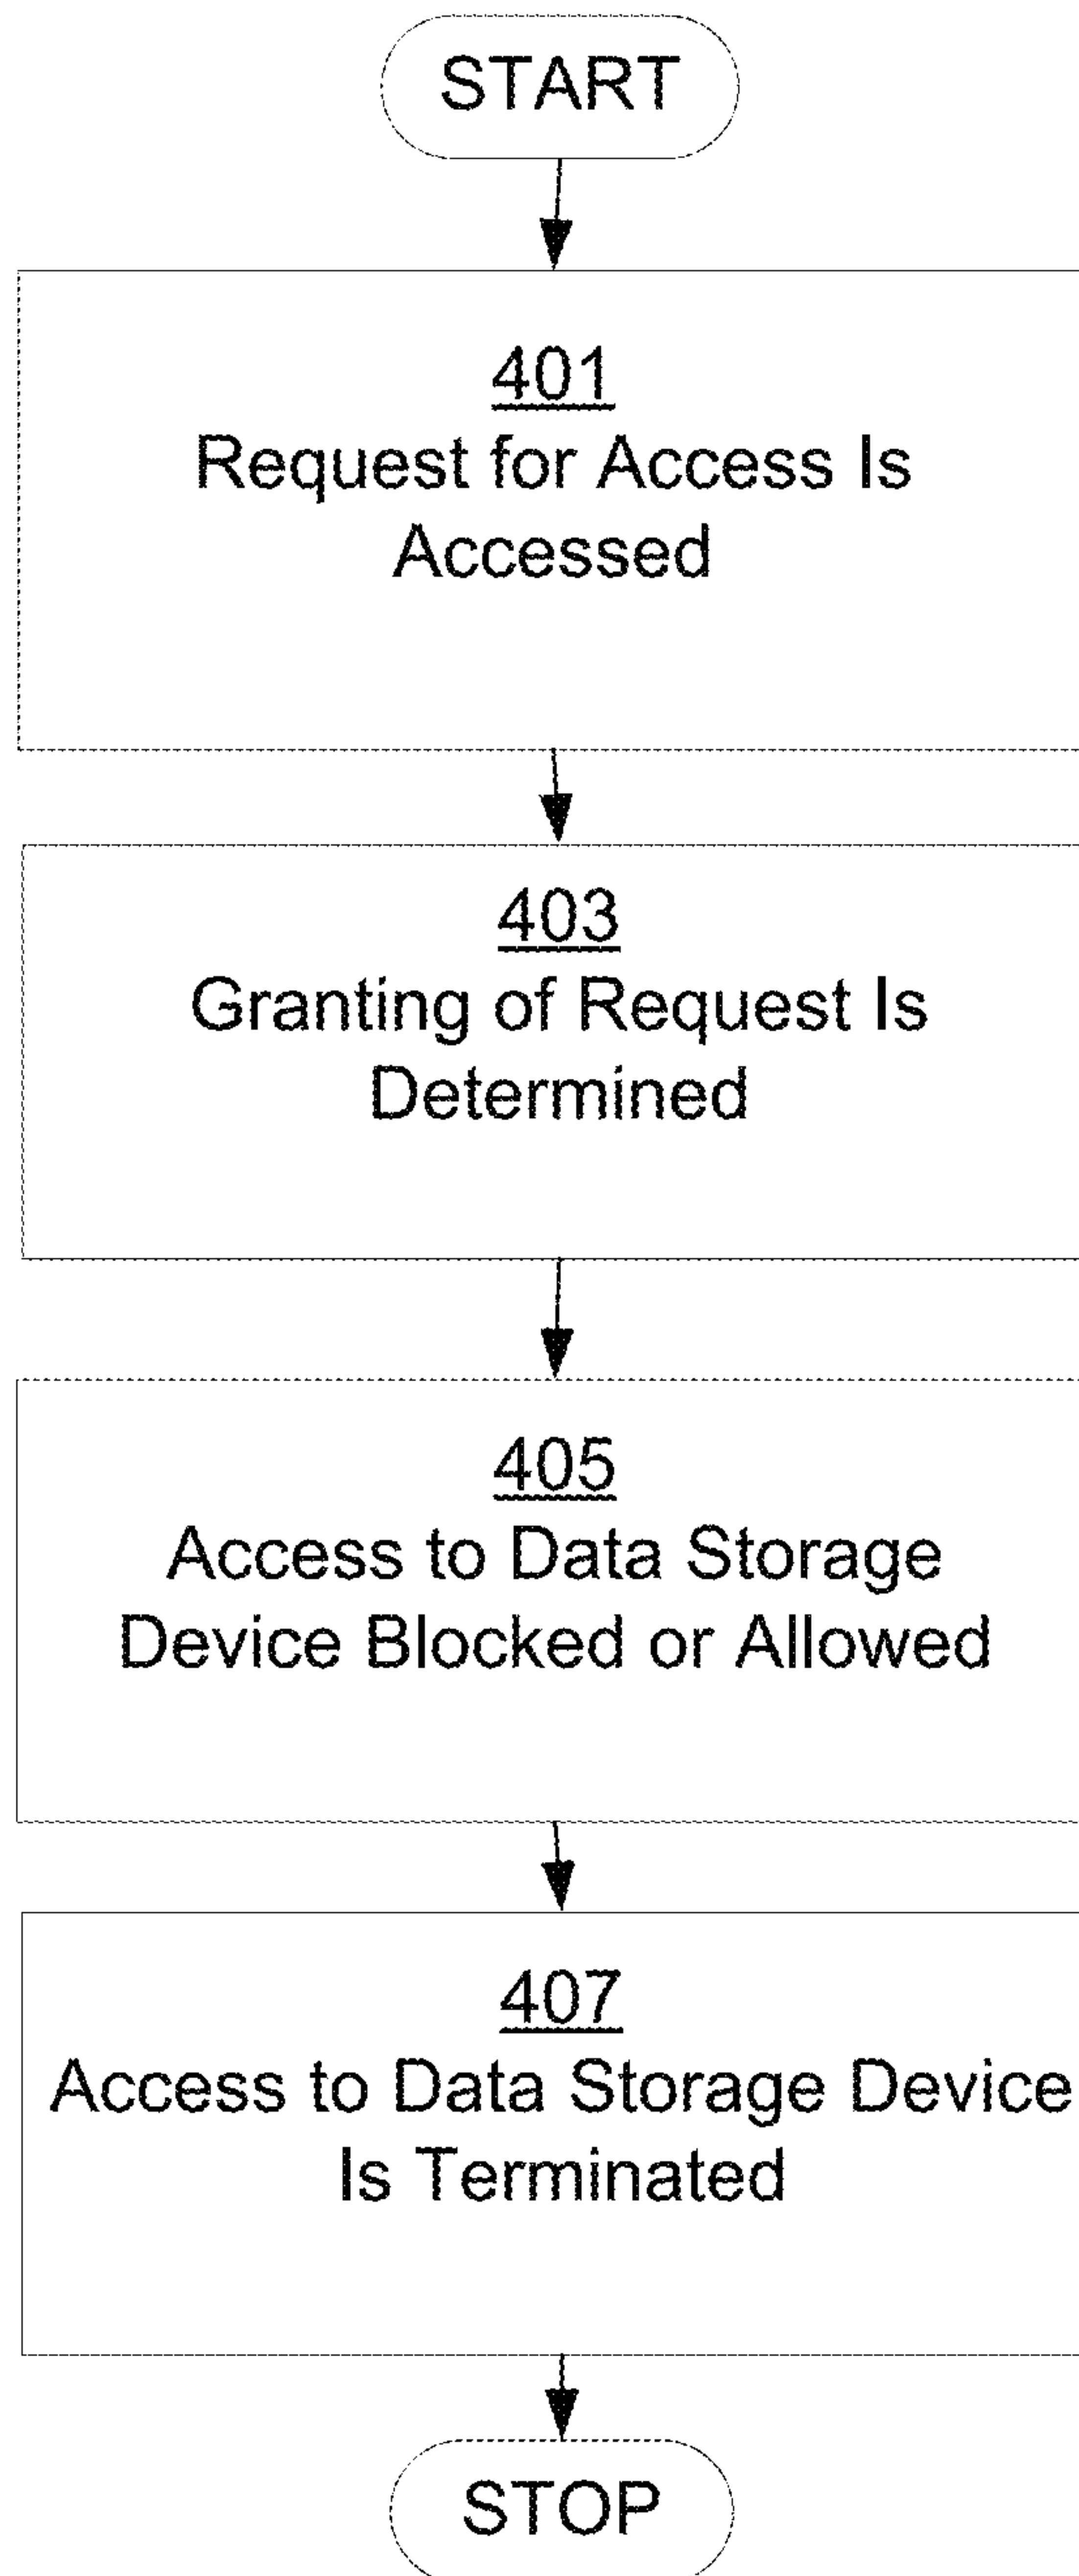 START
401
Request for Access Is
Accessed
403
Granting of Request Is
Determined
405
Access to Data Storage
Device Blocked or Allowed
407
Access to Data Storage Device
Is Terminated
STOP